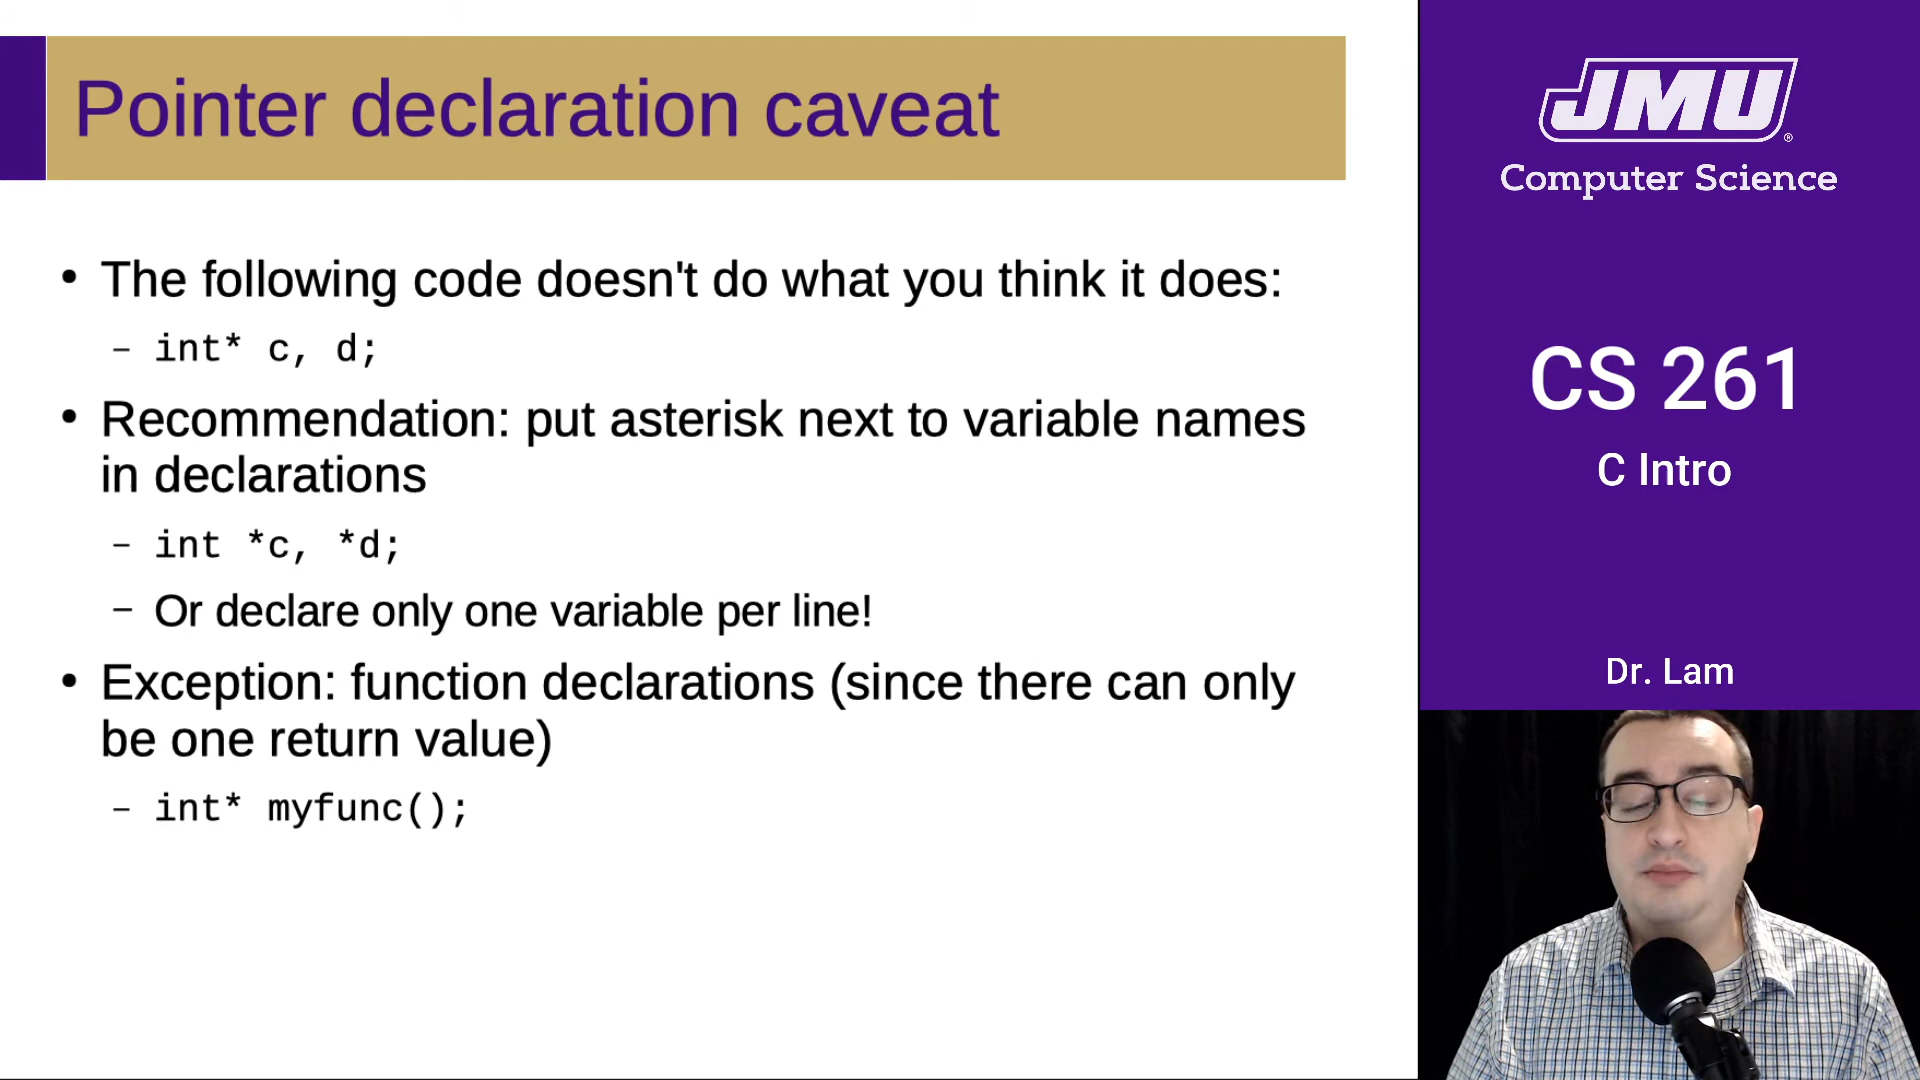 Pointer declaration caveat
• The following code doesn't do what you think it does:
– int* c, d;
• Recommendation: put asterisk next to variable names
in declarations
– int *c, *d;
– Or declare only one variable per line!
• Exception: function declarations (since there can only
be one return value)
– int* myfunc();
JMU®
Computer Science
CS 261
C Intro
Dr. Lam